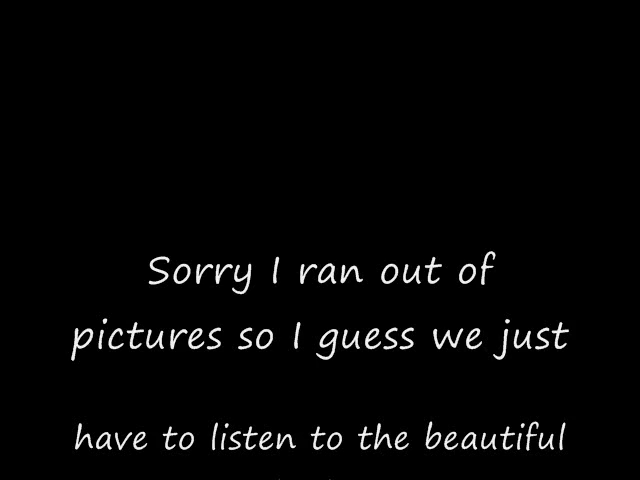 Sorry I ran out of
pictures so I guess we just
have to listen to the beautiful